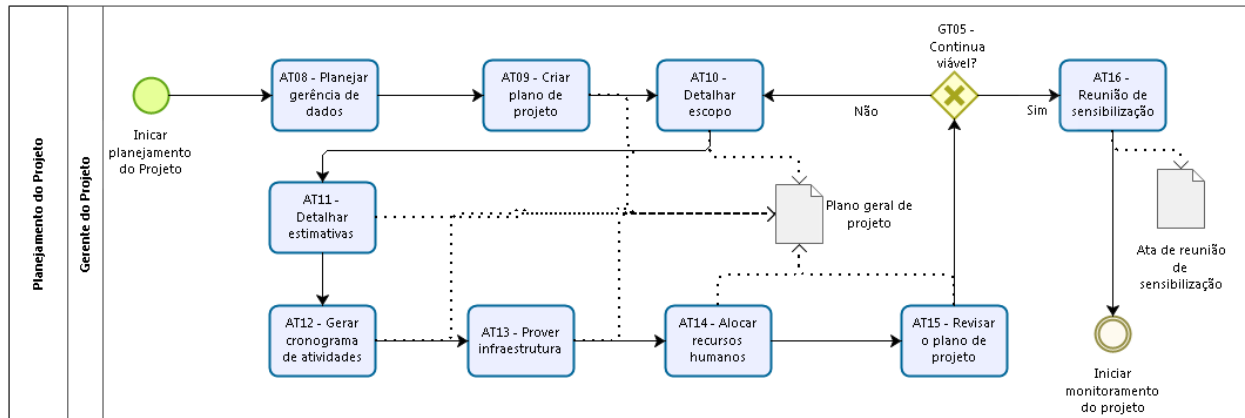 Planejamento do Projeto
Gerente do Projeto
Inicar
planejamento
do Projeto
AT08 - Planejar
gerência de
dados
AT09 - Criar
plano de
projeto
AT10 -
Detalhar
escopo
GT05 -
Continua
viável?
Não
Sim
AT16 -
Reunião de
sensibilização
AT11 -
Detalhar
estimativas
Plano geral de
projeto
Ata de reunião
de
sensibilização
AT12 - Gerar
cronograma
de atividades
AT13 - Prover
infraestrutura
AT14 - Alocar
recursos
humanos
AT15 - Revisar
o plano de
projeto
Iniciar
monitoramento
do projeto